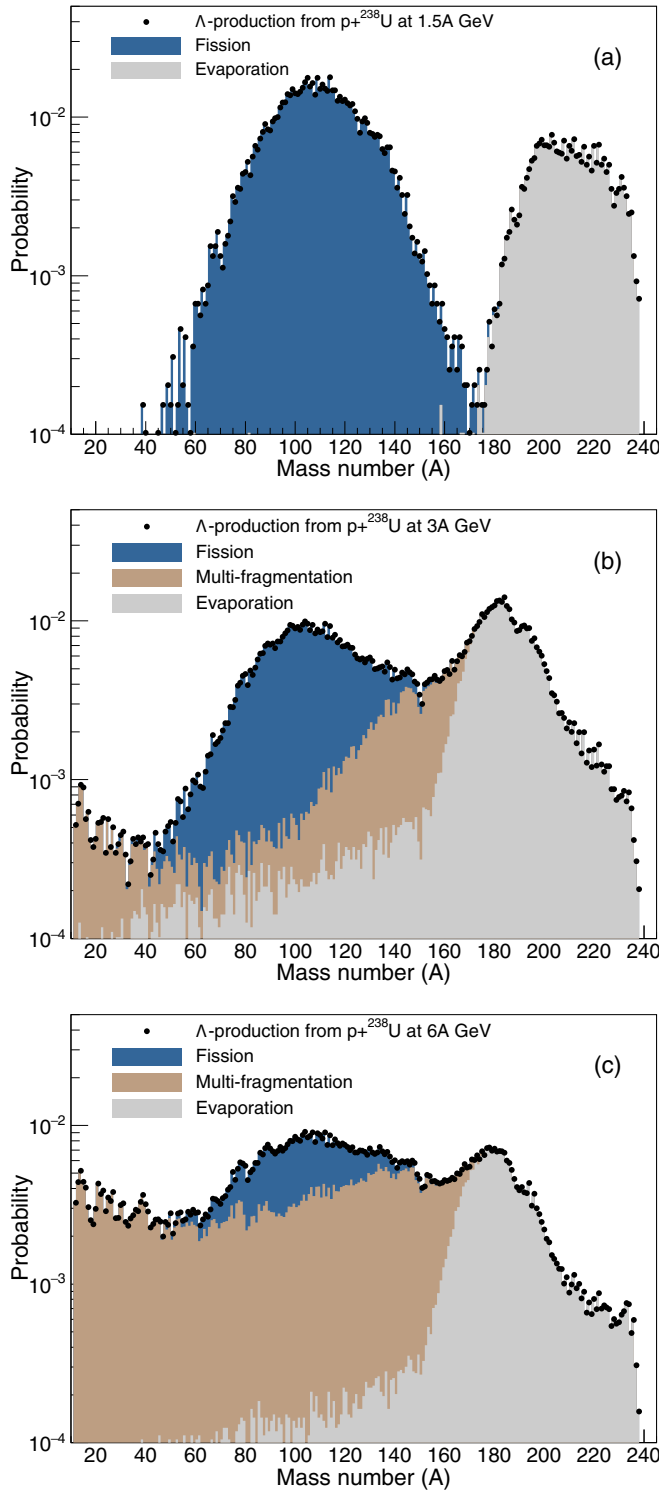 Λ-production from p+²³⁸U at 1.5A GeV
Fission
Evaporation
(a)
Probability
10⁻²
10⁻³
10⁻⁴
20 40 60 80 100 120 140 160 180 200 220 240
Mass number (A)
Λ-production from p+²³⁸U at 3A GeV
Fission
Multi-fragmentation
Evaporation
(b)
Probability
10⁻²
10⁻³
10⁻⁴
20 40 60 80 100 120 140 160 180 200 220 240
Mass number (A)
Λ-production from p+²³⁸U at 6A GeV
Fission
Multi-fragmentation
Evaporation
(c)
Probability
10⁻²
10⁻³
10⁻⁴
20 40 60 80 100 120 140 160 180 200 220 240
Mass number (A)